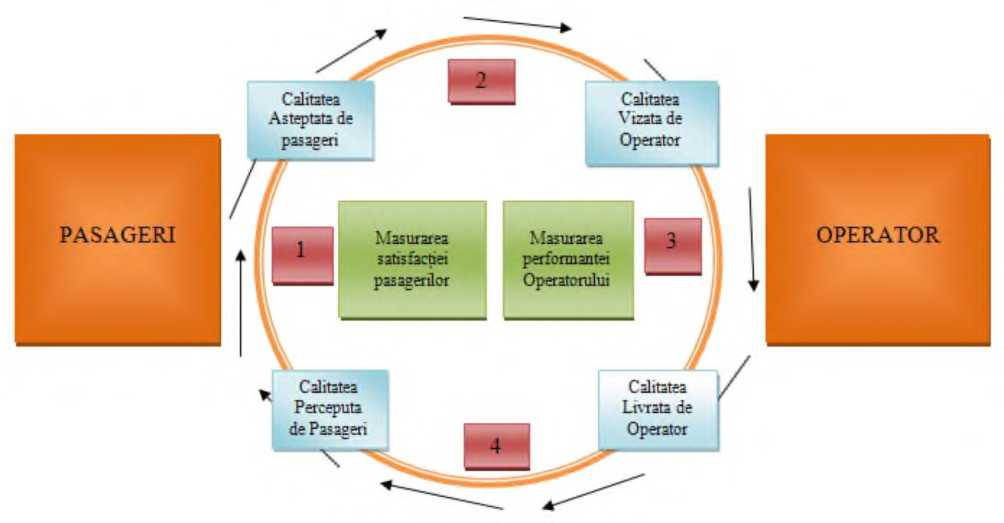 2
Calitatea
Asteptata de
pasageri
Calitatea
Vizata de
Operator
PASAGERI
1
Masurarea
satisfacției
pasagerilor
Masurarea
performantei
Operatorului
3
OPERATOR
Calitatea
Perceputa
de Pasageri
Calitatea
Livrata de
Operator
4